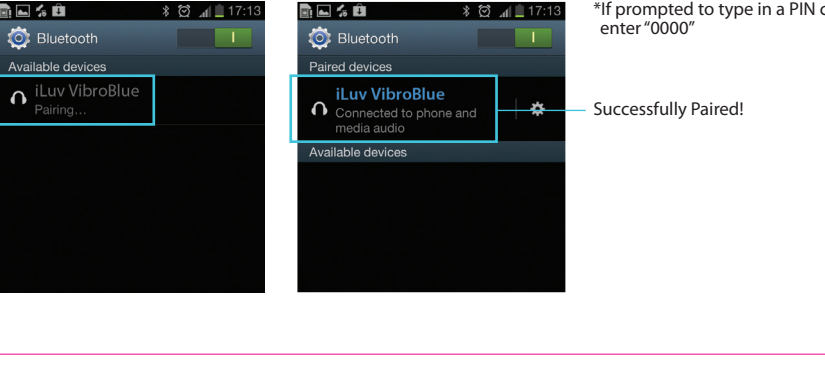 17:13
Bluetooth
Available devices
iLuv VibroBlue
Pairing...
17:13
Bluetooth
Paired devices
iLuv VibroBlue
Connected to phone and
media audio
Available devices
*If prompted to type in a PIN
enter “0000”
Successfully Paired!